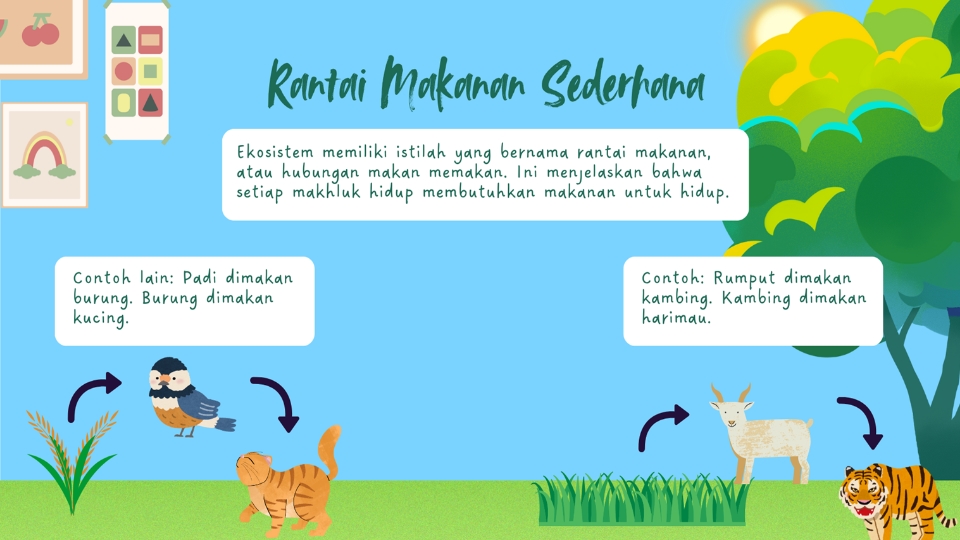 Rantai Makanan Sederhana
Ekosistem memiliki istilah yang bernama rantai makanan,
atau hubungan makan memakan. Ini menjelaskan bahwa
setiap makhluk hidup membutuhkan makanan untuk hidup.
Contoh lain: Padi dimakan
burung. Burung dimakan
kucing.
Contoh: Rumput dimakan
kambing. Kambing dimakan
harimau.